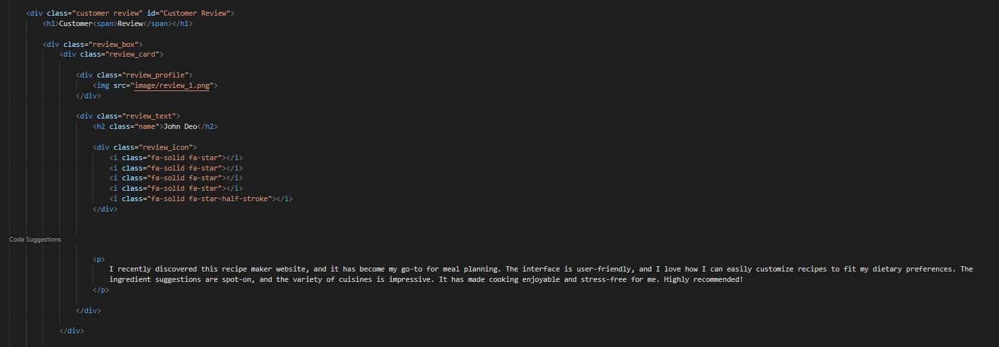 <div class="customer review" id="Customer Review">
<h1>Customer<span>Review</span></h1>
<div class="review_box">
<div class="review_card">
<div class="review_profile">
<img src="image/review_1.png">
</div>
<div class="review_text">
<h2 class="name">John Deo</h2>
<div class="review_icon">
<i class="fa-solid fa-star"></i>
<i class="fa-solid fa-star"></i>
<i class="fa-solid fa-star"></i>
<i class="fa-solid fa-star"></i>
<i class="fa-solid fa-star-half-stroke"></i>
</div>
Code Suggestions
<p>
I recently discovered this recipe maker website, and it has become my go-to for meal planning. The interface is user-friendly, and I love how I can easily customize recipes to fit my dietary preferences. The
ingredient suggestions are spot-on, and the variety of cuisines is impressive. It has made cooking enjoyable and stress-free for me. Highly recommended!
</p>
</div>
</div>